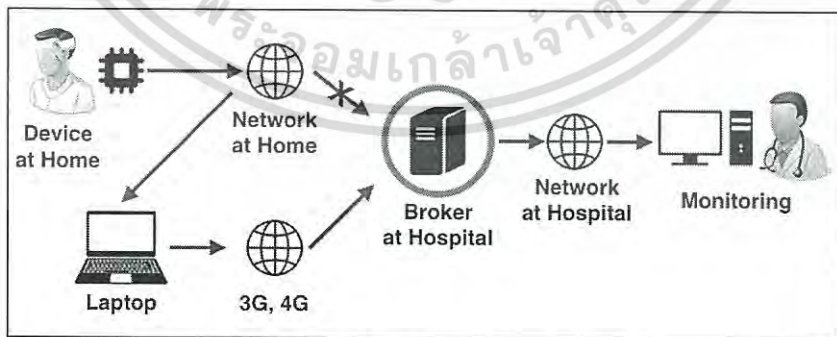 พระจอมเกล้าเจ้าคุณ
Device
at Home
Network
at Home
Broker
at Hospital
Network
at Hospital
Monitoring
Laptop
3G, 4G